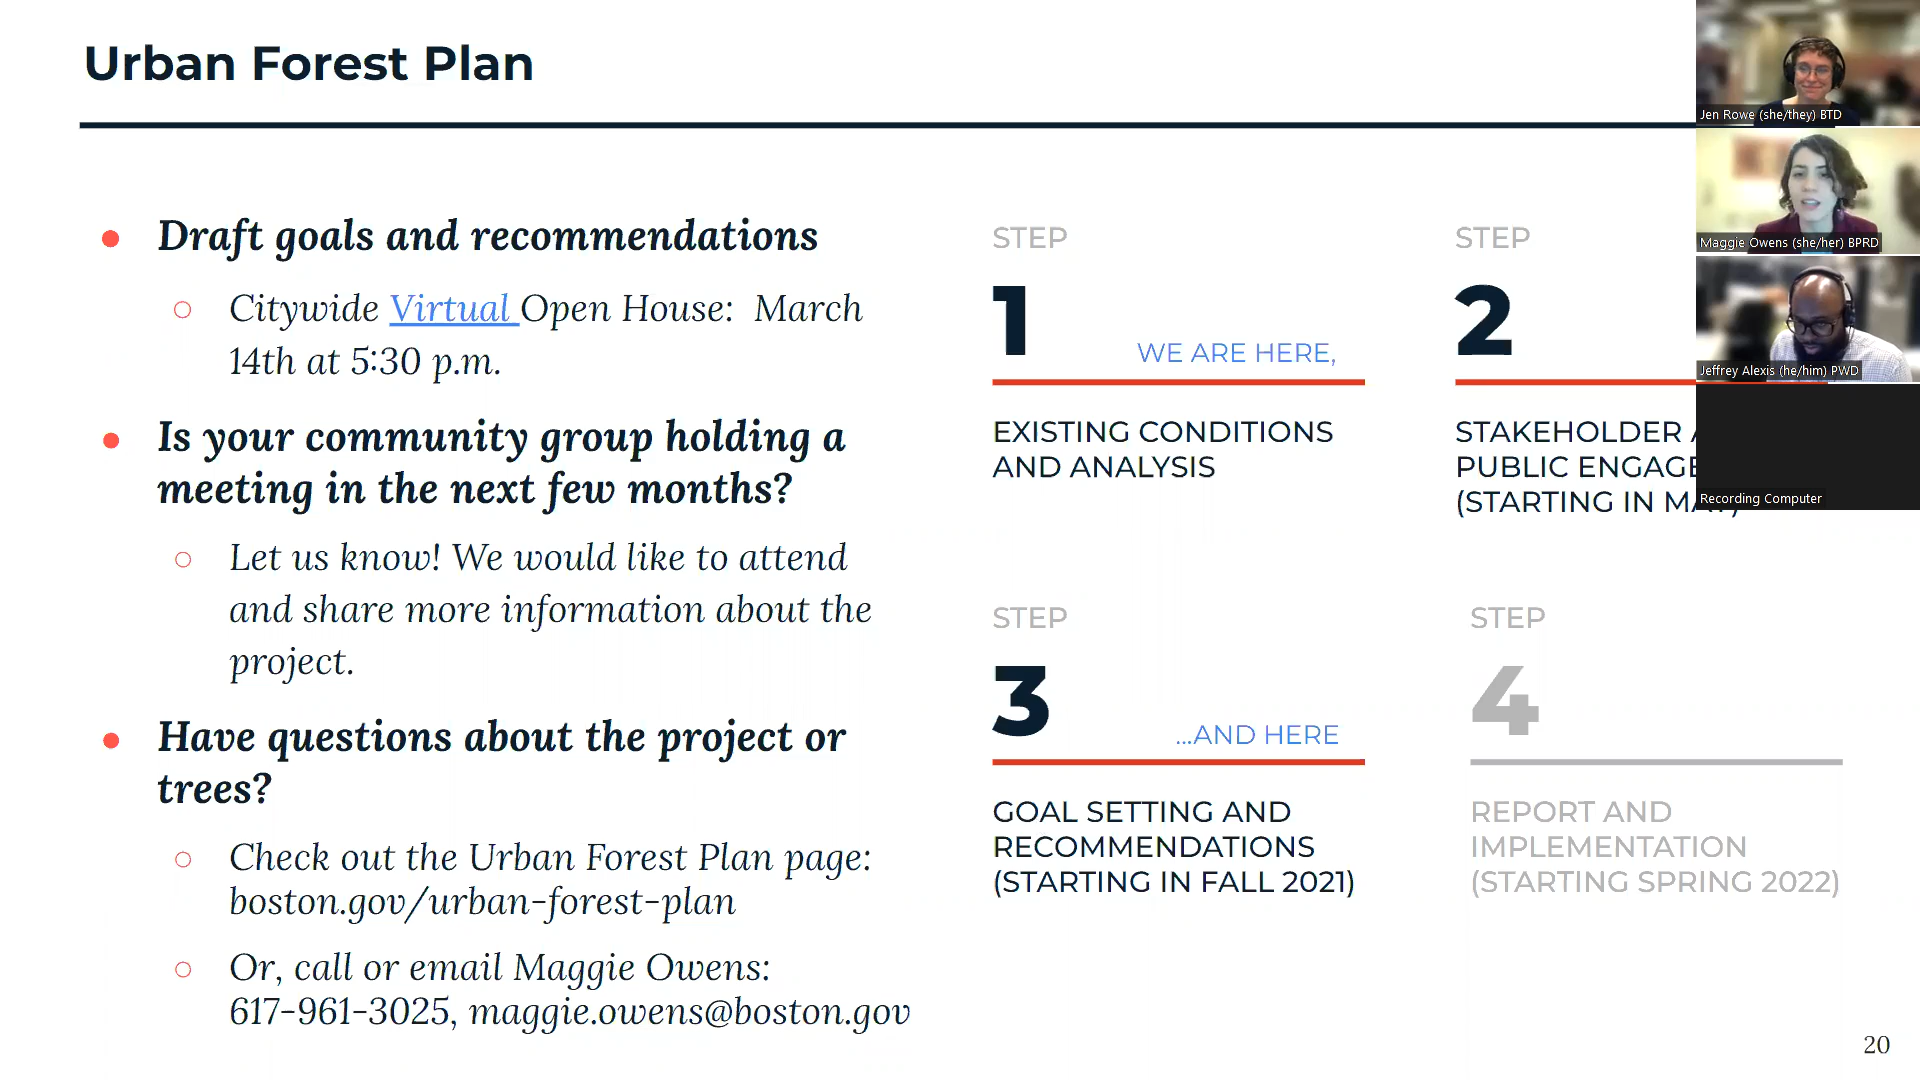 Urban Forest Plan
Draft goals and recommendations
Citywide Virtual Open House: March
14th at 5:30 p.m.
Is your community group holding a
meeting in the next few months?
Let us know! We would like to attend
and share more information about the
project.
Have questions about the project or
trees?
Check out the Urban Forest Plan page:
boston.gov/urban-forest-plan
Or, call or email Maggie Owens:
617-961-3025, maggie.owens@boston.gov
STEP
1
WE ARE HERE,
EXISTING CONDITIONS
AND ANALYSIS
STEP
2
STAKEHOLDER
PUBLIC
(STARTING IN
STEP
3
...AND HERE
GOAL SETTING AND
RECOMMENDATIONS
(STARTING IN FALL 2021)
STEP
4
REPORT AND
IMPLEMENTATION
(STARTING SPRING 2022)
Jen Rowe (she/they) BTD
Maggie Owens (she/her) BPRD
Jeffrey Alexis (he/him) PWD
Recording Computer
20